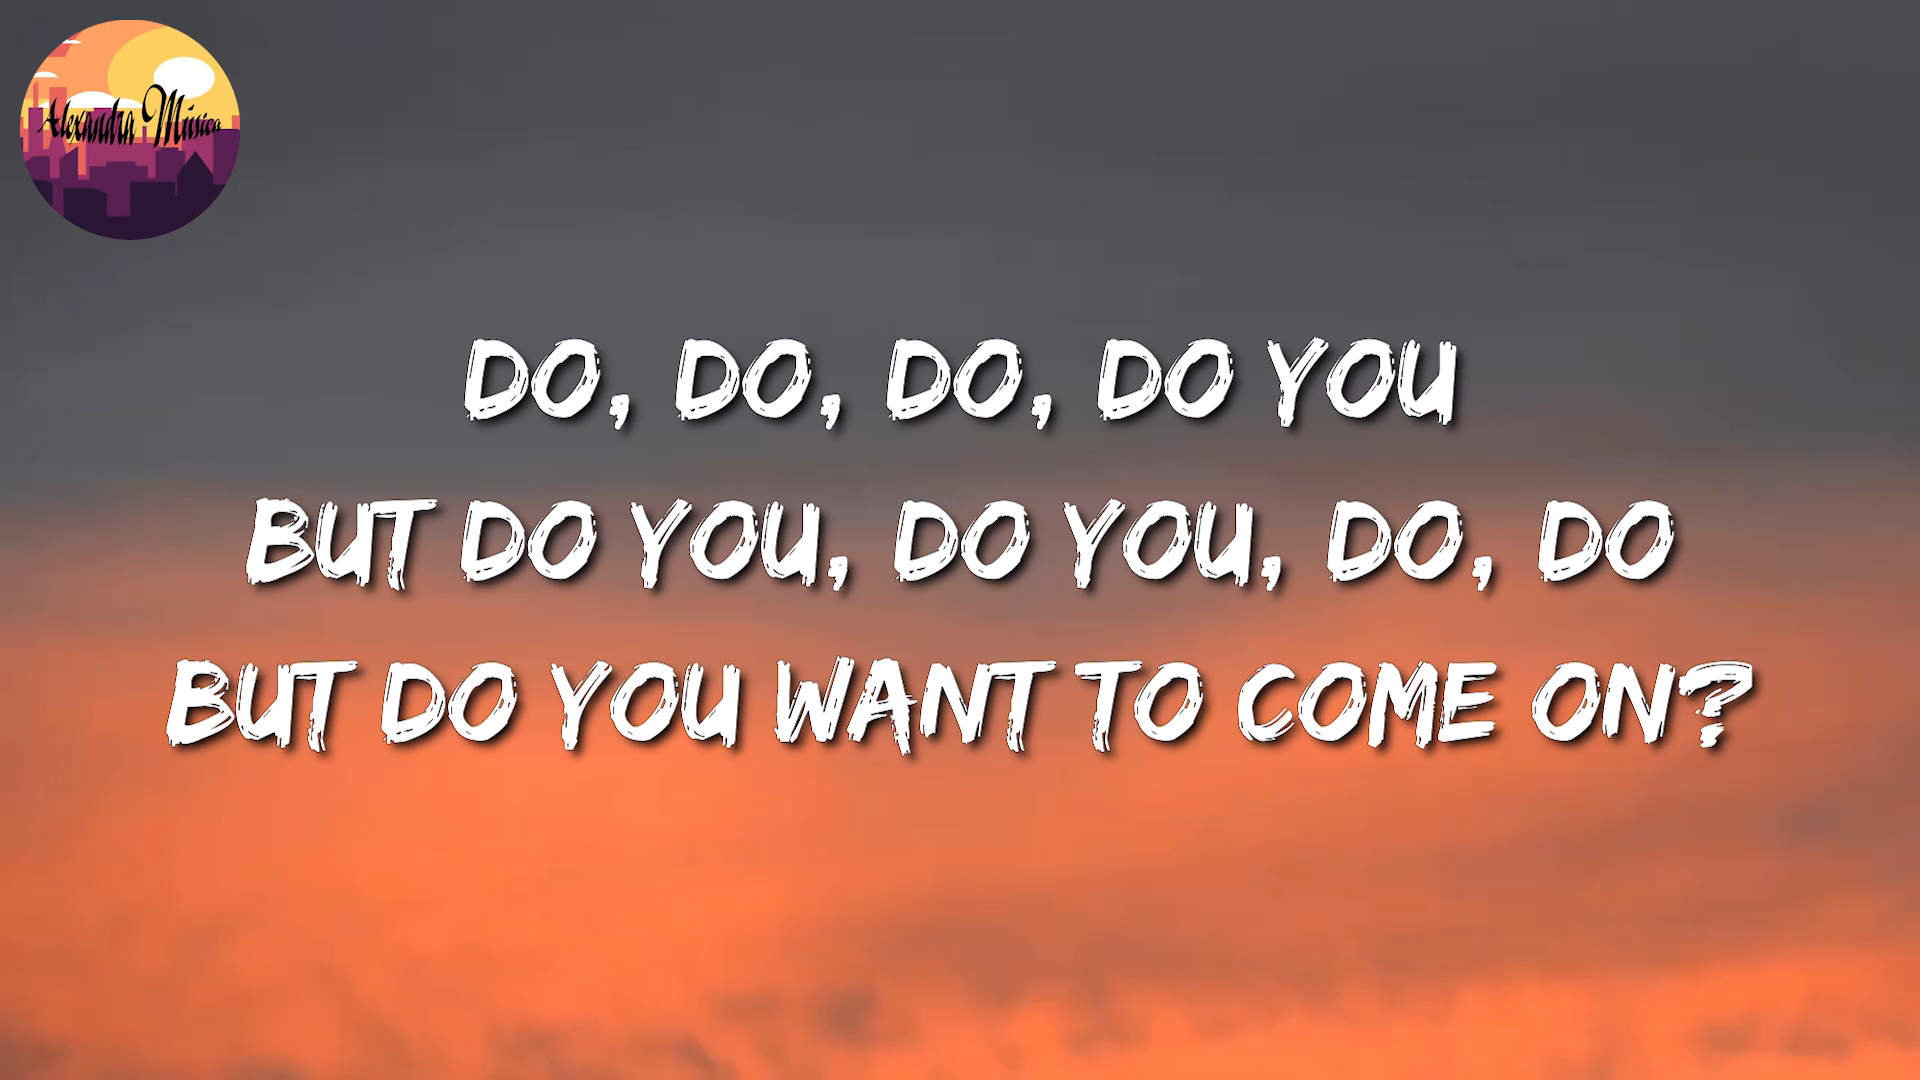 Alexandra Música
DO, DO, DO, DO YOU
BUT DO YOU, DO YOU, DO, DO
BUT DO YOU WANT TO COME ON?